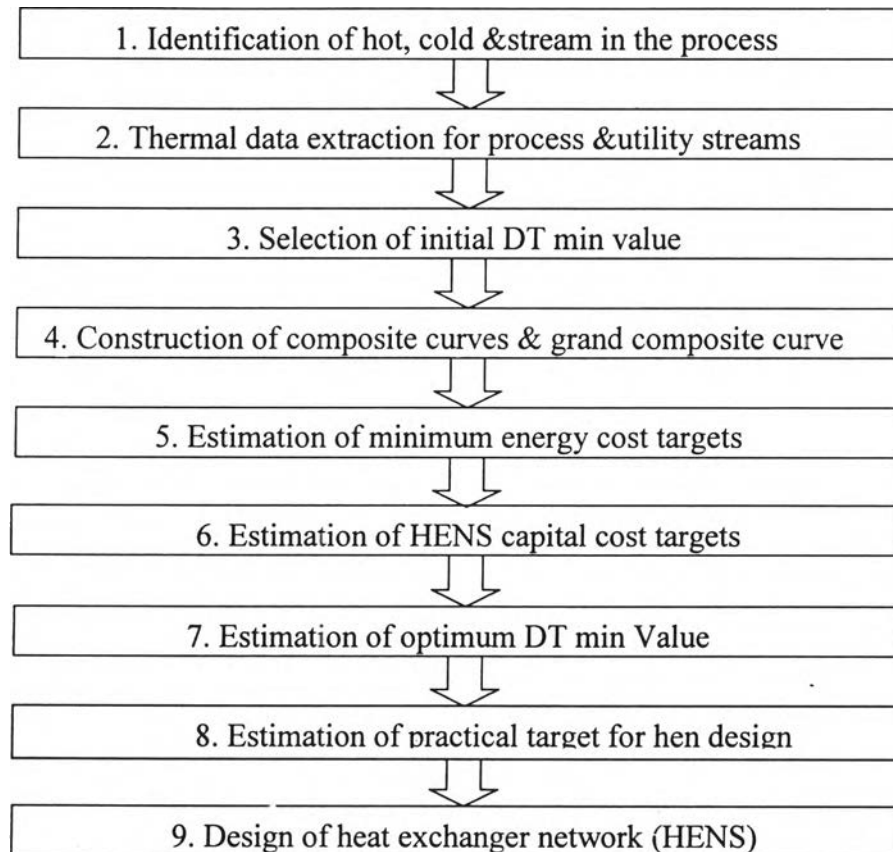 1. Identification of hot, cold &stream in the process
2. Thermal data extraction for process &utility streams
3. Selection of initial DT min value
4. Construction of composite curves & grand composite curve
5. Estimation of minimum energy cost targets
6. Estimation of HENS capital cost targets
7. Estimation of optimum DT min Value
8. Estimation of practical target for hen design
9. Design of heat exchanger network (HENS)